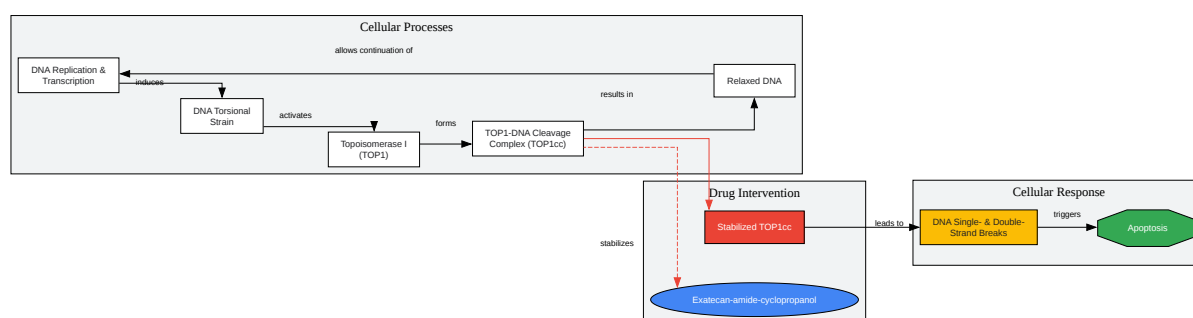 Cellular Processes
allows continuation of
DNA Replication &
Transcription
induces
Relaxed DNA
results in
DNA Torsional
Strain
activates
forms
TOP1-DNA Cleavage
Complex (TOP1cc)
Topoisomerase I
(TOP1)
Drug Intervention
Cellular Response
Stabilized TOP1cc
leads to
DNA Single- & Double-
Strand Breaks
triggers
Apoptosis
stabilizes
Exatecan-amide-cyclopropanol